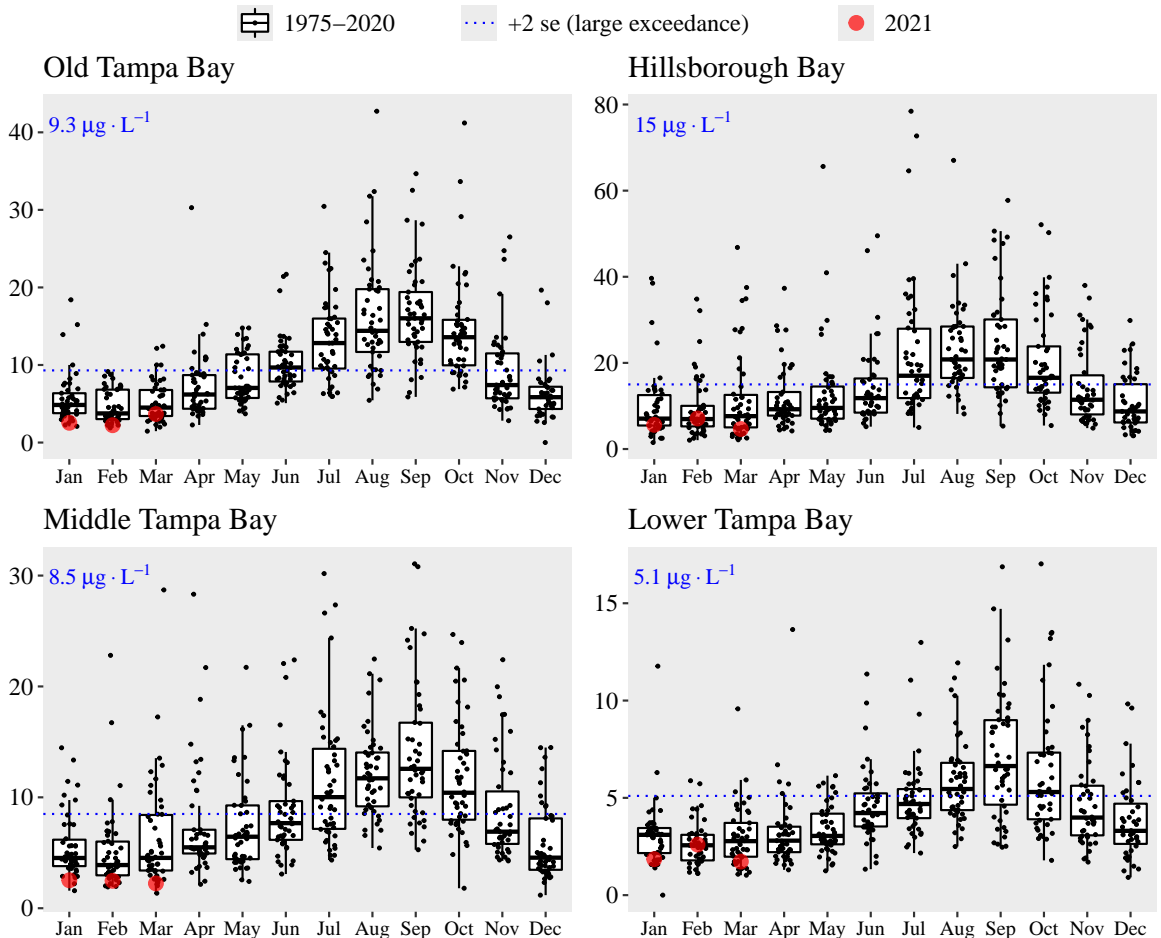 1975–2020 +2 se (large exceedance) 2021
Old Tampa Bay
9.3 μg · L⁻¹
40
30
20
10
0
Jan Feb Mar Apr May Jun Jul Aug Sep Oct Nov Dec
Hillsborough Bay
15 μg · L⁻¹
80
60
40
20
0
Jan Feb Mar Apr May Jun Jul Aug Sep Oct Nov Dec
Middle Tampa Bay
8.5 μg · L⁻¹
30
20
10
0
Jan Feb Mar Apr May Jun Jul Aug Sep Oct Nov Dec
Lower Tampa Bay
5.1 μg · L⁻¹
15
10
5
0
Jan Feb Mar Apr May Jun Jul Aug Sep Oct Nov Dec